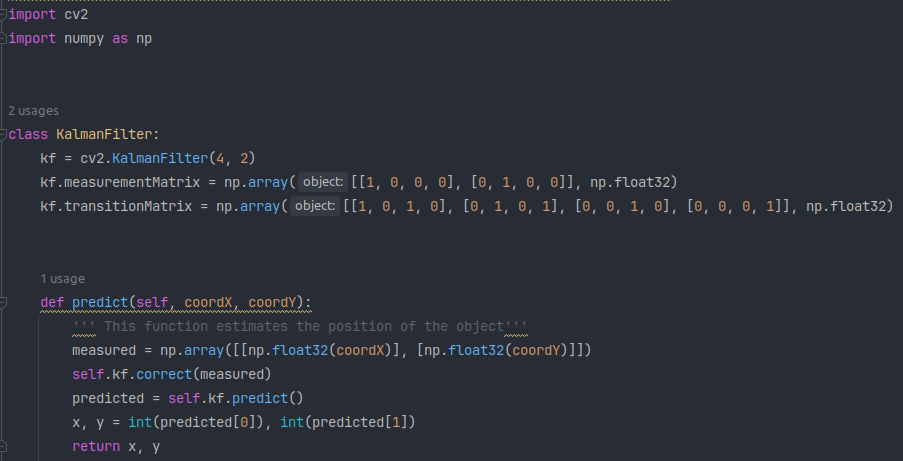 import cv2
import numpy as np
2 usages
class KalmanFilter:
    kf = cv2.KalmanFilter(4, 2)
    kf.measurementMatrix = np.array( object: [[1, 0, 0, 0], [0, 1, 0, 0]], np.float32)
    kf.transitionMatrix = np.array( object: [[1, 0, 1, 0], [0, 1, 0, 1], [0, 0, 1, 0], [0, 0, 0, 1]], np.float32)
    1 usage
    def predict(self, coordX, coordY):
        ''' This function estimates the position of the object'''
        measured = np.array([[np.float32(coordX)], [np.float32(coordY)]])
        self.kf.correct(measured)
        predicted = self.kf.predict()
        x, y = int(predicted[0]), int(predicted[1])
        return x, y